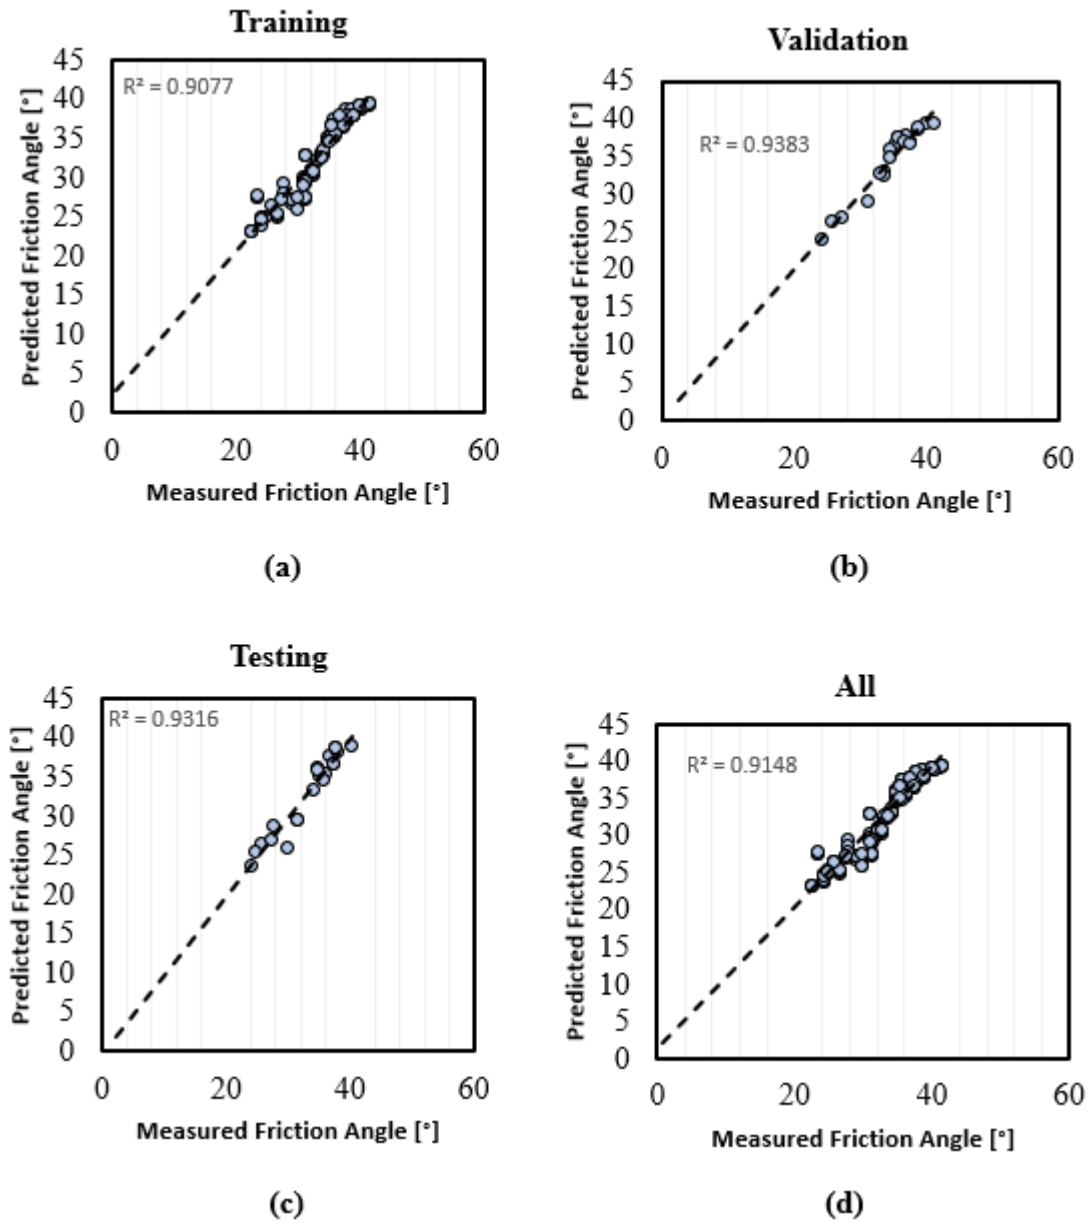 Training
R² = 0.9077
Predicted Friction Angle [°]
45
40
35
30
25
20
15
10
5
0
0 20 40 60
Measured Friction Angle [°]
(a)
Validation
R² = 0.9383
Predicted Friction Angle [°]
45
40
35
30
25
20
15
10
5
0
0 20 40 60
Measured Friction Angle [°]
(b)
Testing
R² = 0.9316
Predicted Friction Angle [°]
45
40
35
30
25
20
15
10
5
0
0 20 40 60
Measured Friction Angle [°]
(c)
All
R² = 0.9148
Predicted Friction Angle [°]
45
40
35
30
25
20
15
10
5
0
0 20 40 60
Measured Friction Angle [°]
(d)